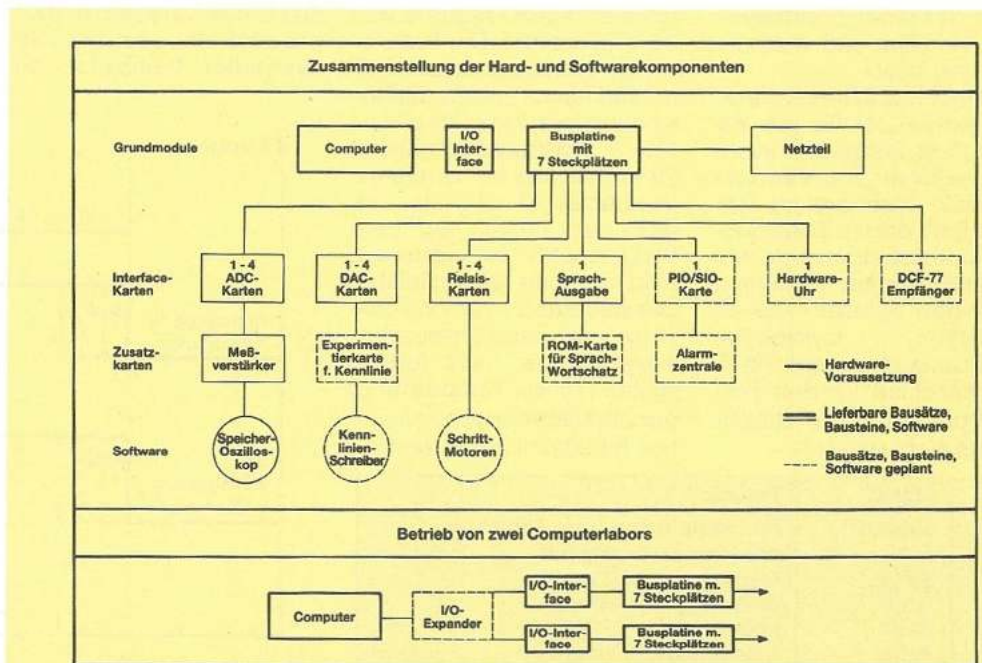 Zusammenstellung der Hard- und Softwarekomponenten
Grundmodule
Computer
I/O
Inter-
face
Busplatine
mit
7 Steckplätzen
Netzteil
Interface-
Karten
1 - 4
ADC-
Karten
1 - 4
DAC-
Karten
1 - 4
Relais-
Karten
1
Sprach-
Ausgabe
1
PIO/SIO-
Karte
1
Hardware-
Uhr
1
DCF-77
Empfänger
Zusatz-
karten
Meß-
verstärker
Experimen-
tierkarte
f. Kennlinie
ROM-Karte
für Sprach-
Wortschatz
Alarm-
zentrale
Hardware-
Voraussetzung
Lieferbare Bausätze,
Bausteine, Software
Bausätze, Bausteine,
Software geplant
Software
Speicher-
Oszillos-
kop
Kenn-
linien-
Schreiber
Schritt-
Motoren
Betrieb von zwei Computerlabors
Computer
I/O-
Expander
I/O-Inter-
face
Busplatine m.
7 Steckplätzen
I/O-Inter-
face
Busplatine m.
7 Steckplätzen